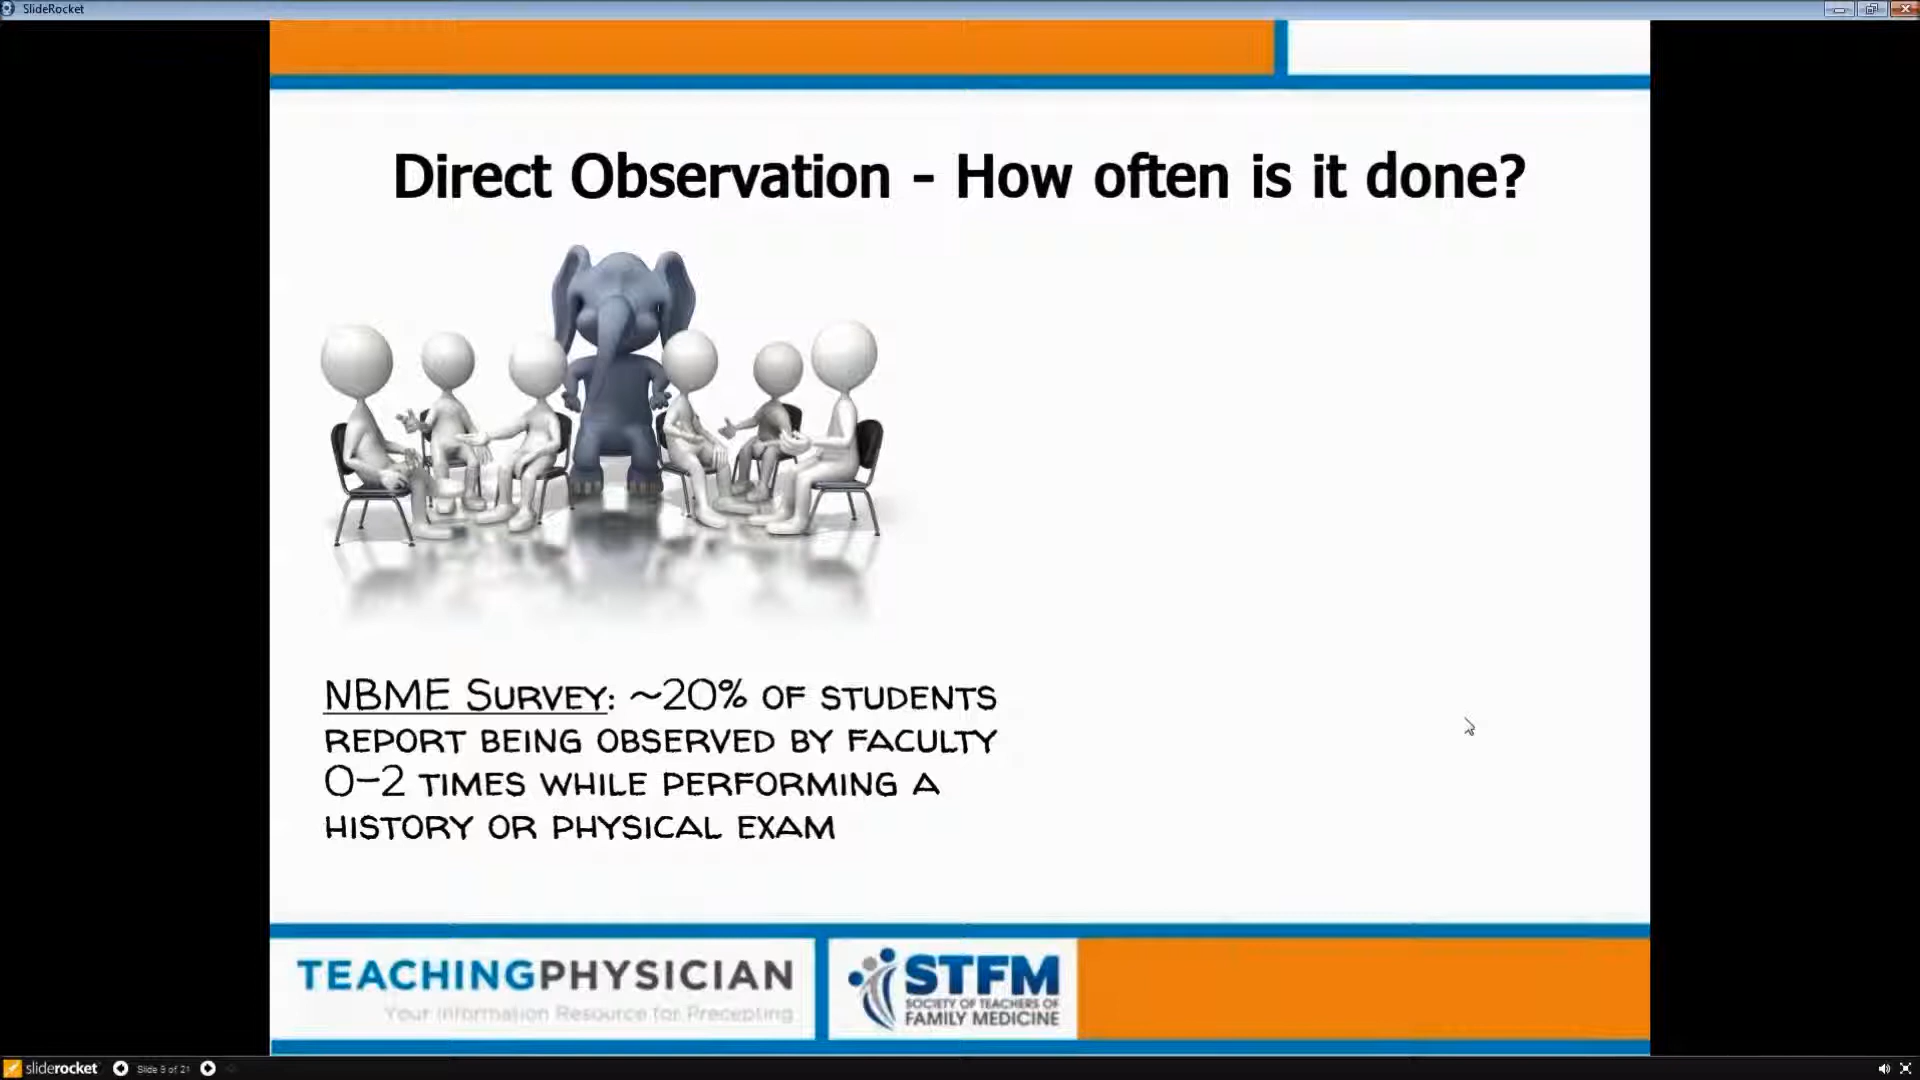 SlideRocket
Direct Observation - How often is it done?
NBME Survey: ~20% of students
report being observed by faculty
0-2 times while performing a
history or physical exam
TEACHINGPHYSICIAN
Your Information Resource for Precepting
STFM
SOCIETY OF TEACHERS OF
FAMILY MEDICINE
sliderocket
Slide 9 of 21